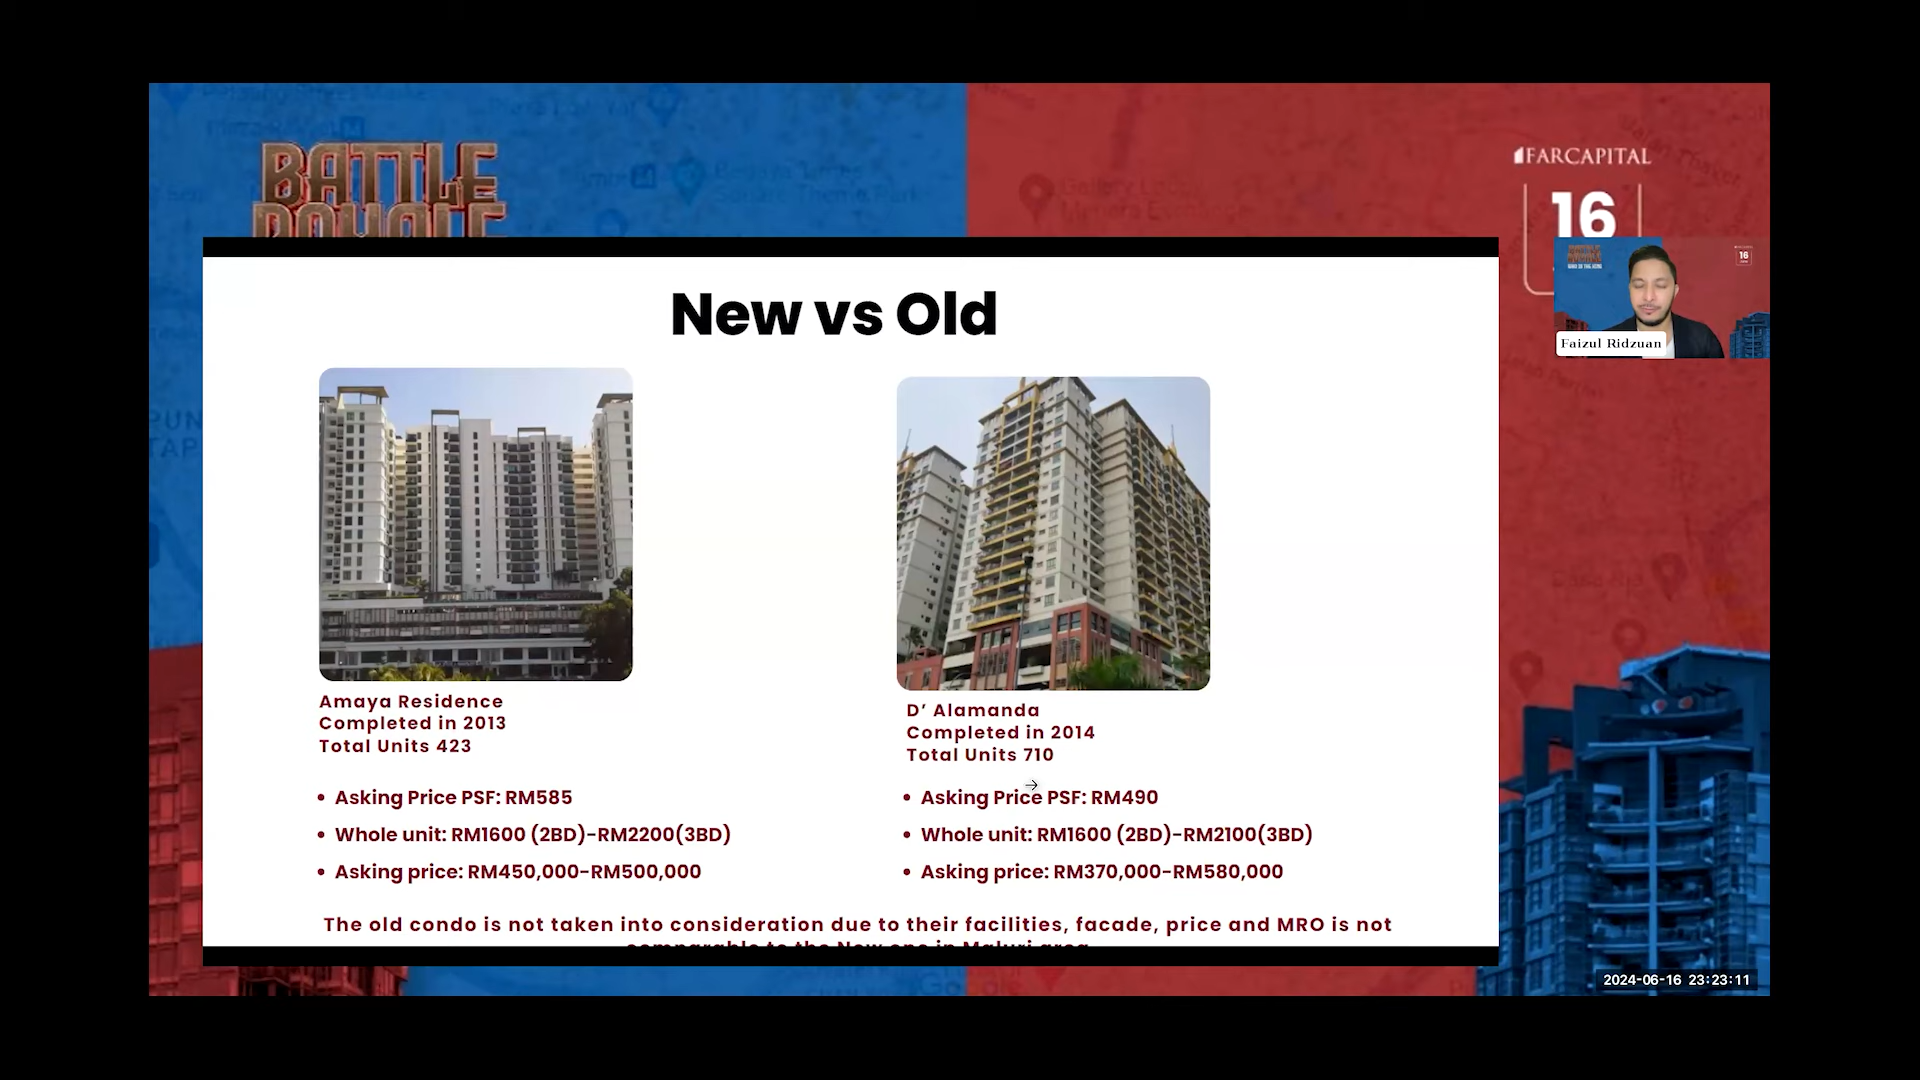 BATTLE
ROYALE
FARCAPITAL
16
New vs Old
16
Faizul Ridzuan
Amaya Residence
Completed in 2013
Total Units 423
• Asking Price PSF: RM585
• Whole unit: RM1600 (2BD)-RM2200(3BD)
• Asking price: RM450,000-RM500,000
D’ Alamanda
Completed in 2014
Total Units 710
• Asking Price PSF: RM490
• Whole unit: RM1600 (2BD)-RM2100(3BD)
• Asking price: RM370,000-RM580,000
The old condo is not taken into consideration due to their facilities, facade, price and MRO is not
comparable to the New one in Maluri area
2024-06-16 23:23:11